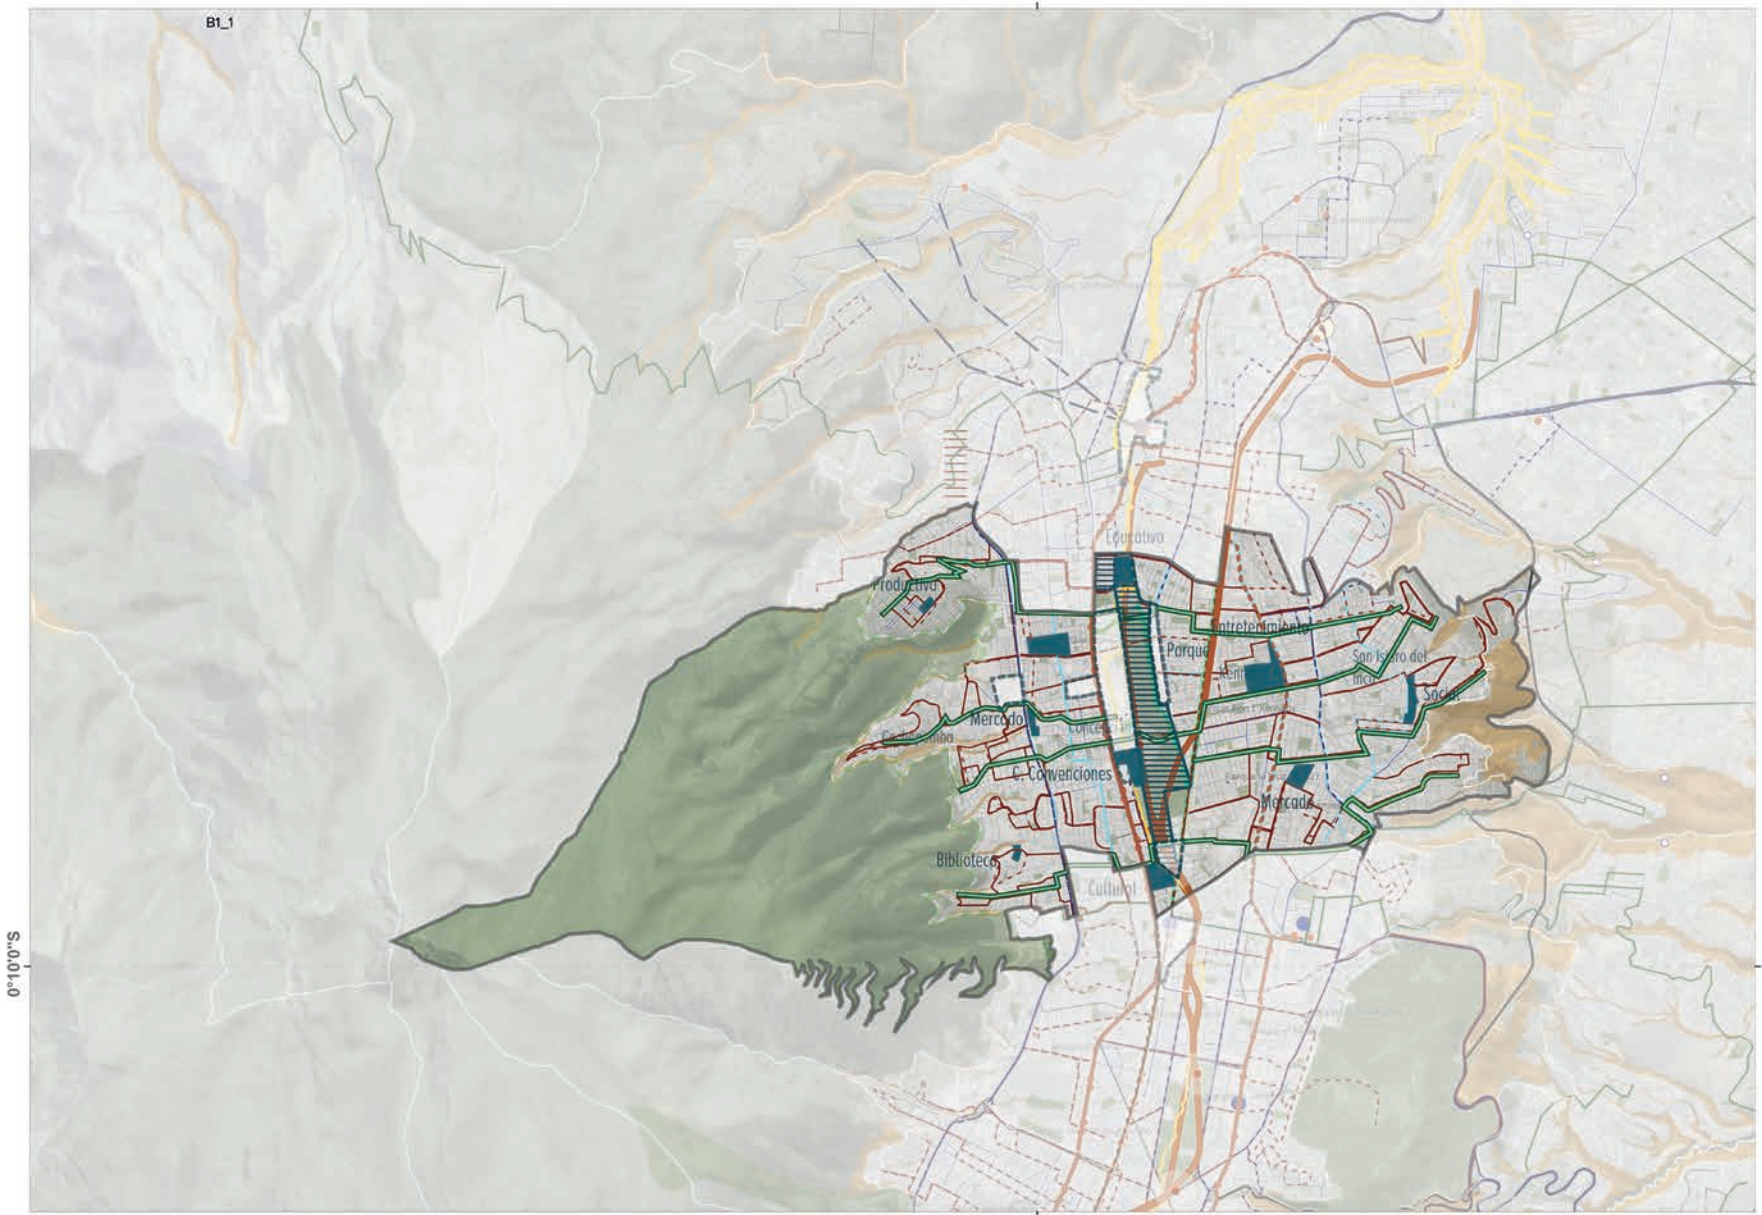 B1_1
Educativo
Productivo
Entretenimiento
Parque
San Isidro del
Inca
Social
Mercado
C. Convenciones
Mercado
Biblioteca
Cultural
0°10'0"S